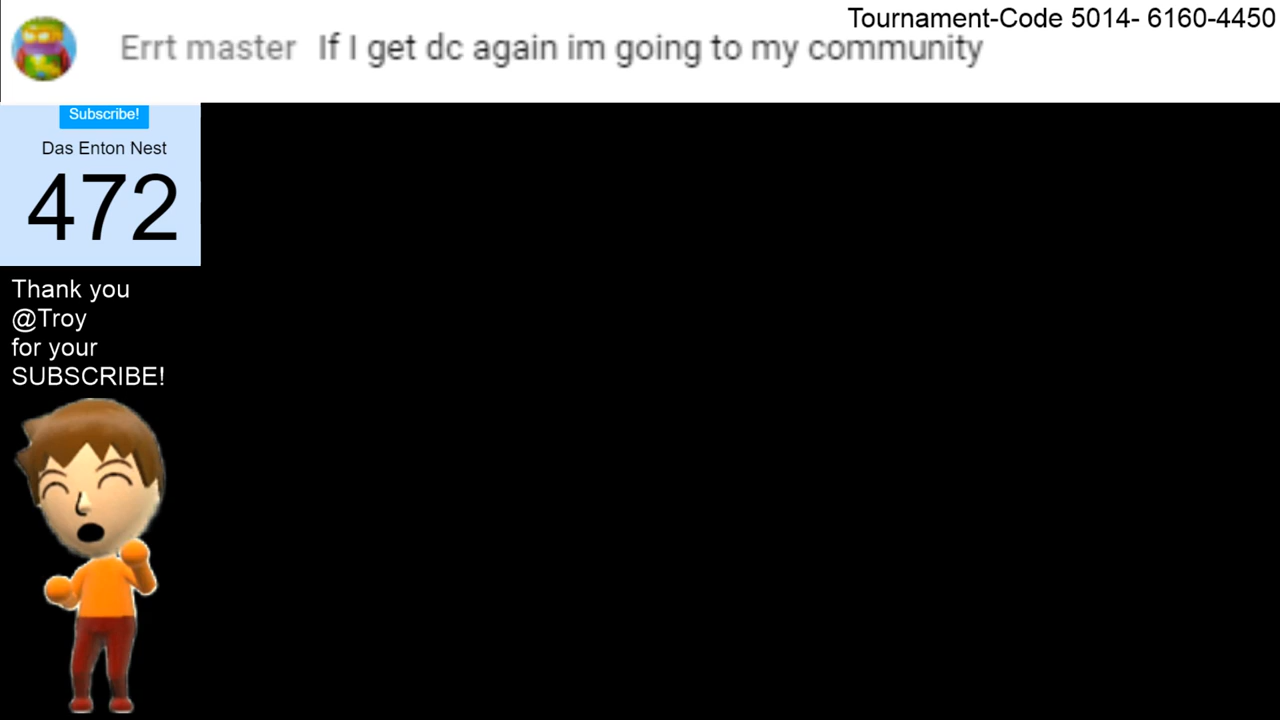 Tournament-Code 5014- 6160-4450
Errt master If I get dc again im going to my community
Subscribe!
Das Enton Nest
472
Thank you
@Troy
for your
SUBSCRIBE!